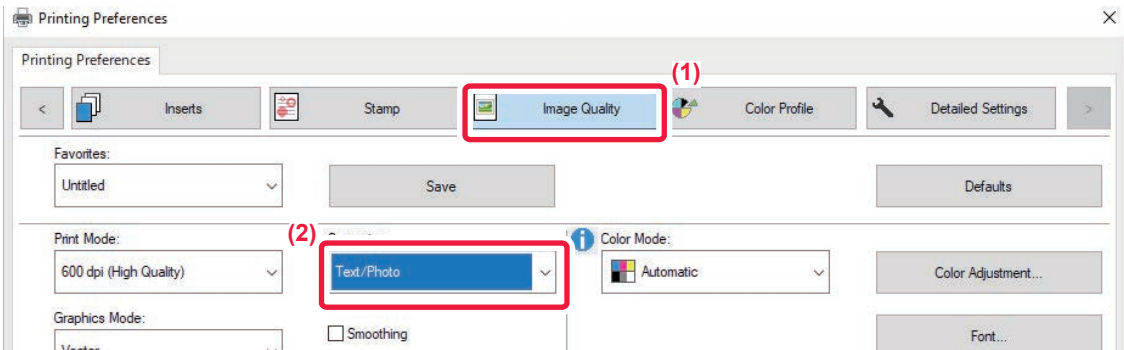 Printing Preferences
Printing Preferences
(1)
< Inserts Stamp Image Quality Color Profile Detailed Settings >
Favorites:
Untitled Save Defaults
(2)
Print Mode: Color Mode:
600 dpi (High Quality) Text/Photo Automatic Color Adjustment...
Graphics Mode:
Smoothing Font...